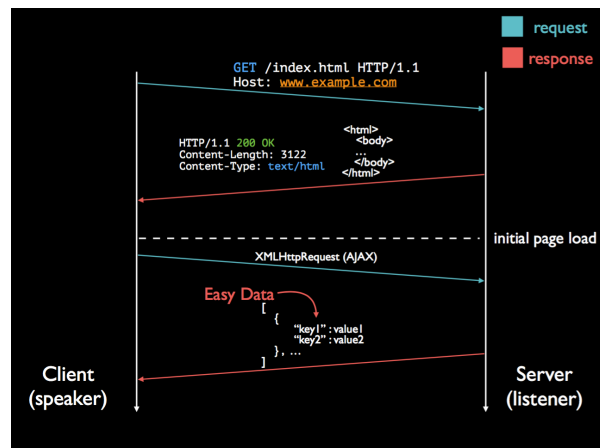 request
response
GET /index.html HTTP/1.1
Host: www.example.com
HTTP/1.1 200 OK
Content-Length: 3122
Content-Type: text/html
<html>
<body>
...
</body>
</html>
initial page load
XMLHttpRequest (AJAX)
Easy Data
[
{
"key1" : value1
"key2" : value2
}, ...
]
Client
(speaker)
Server
(listener)